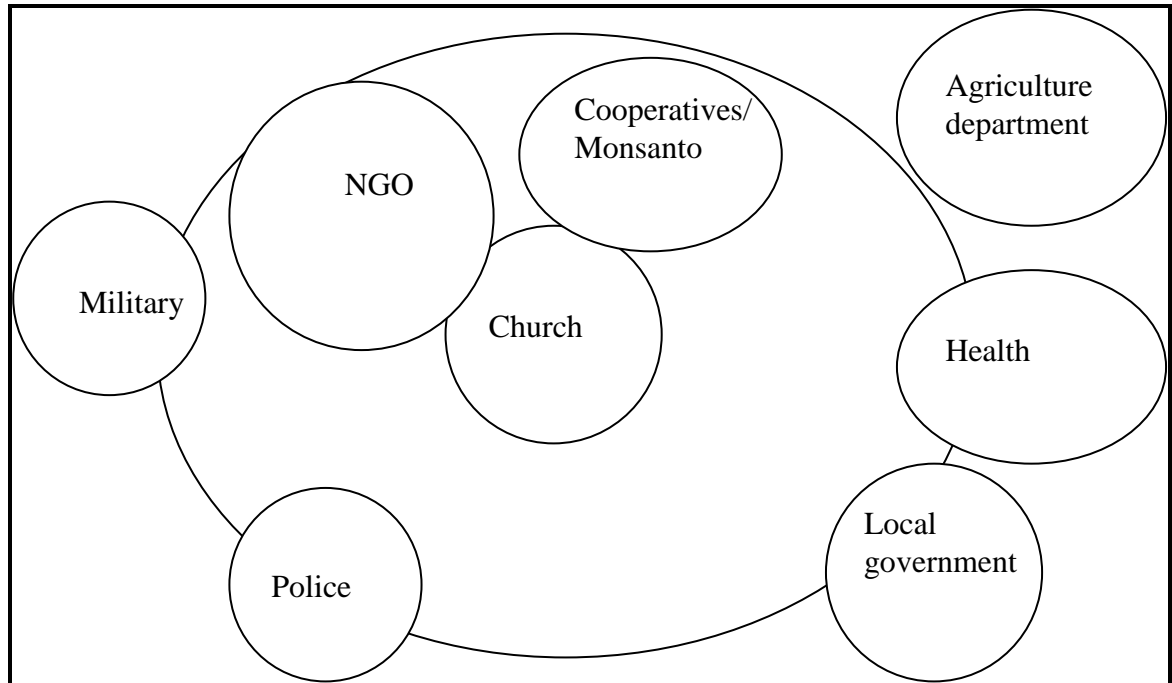 Agriculture
department
Cooperatives/
Monsanto
NGO
Military
Church
Health
Local
government
Police